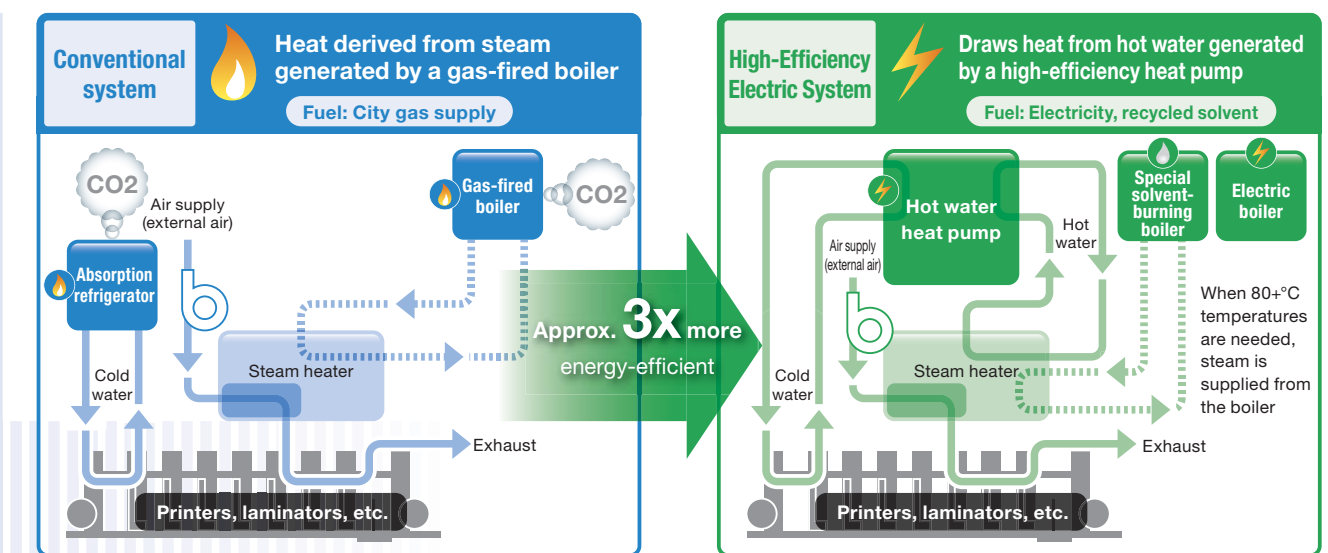 Conventional
system
Heat derived from steam
generated by a gas-fired boiler
Fuel: City gas supply
CO2
Air supply
(external air)
Gas-fired
boiler
CO2
Absorption
refrigerator
Cold
water
Steam heater
Exhaust
Printers, laminators, etc.
Approx. 3x more
energy-efficient
High-Efficiency
Electric System
Draws heat from hot water generated
by a high-efficiency heat pump
Fuel: Electricity, recycled solvent
Hot water
heat pump
Air supply
(external air)
Hot
water
Special
solvent-
burning
boiler
Electric
boiler
When 80+°C
temperatures
are needed,
steam is
supplied from
the boiler
Cold
water
Steam heater
Exhaust
Printers, laminators, etc.